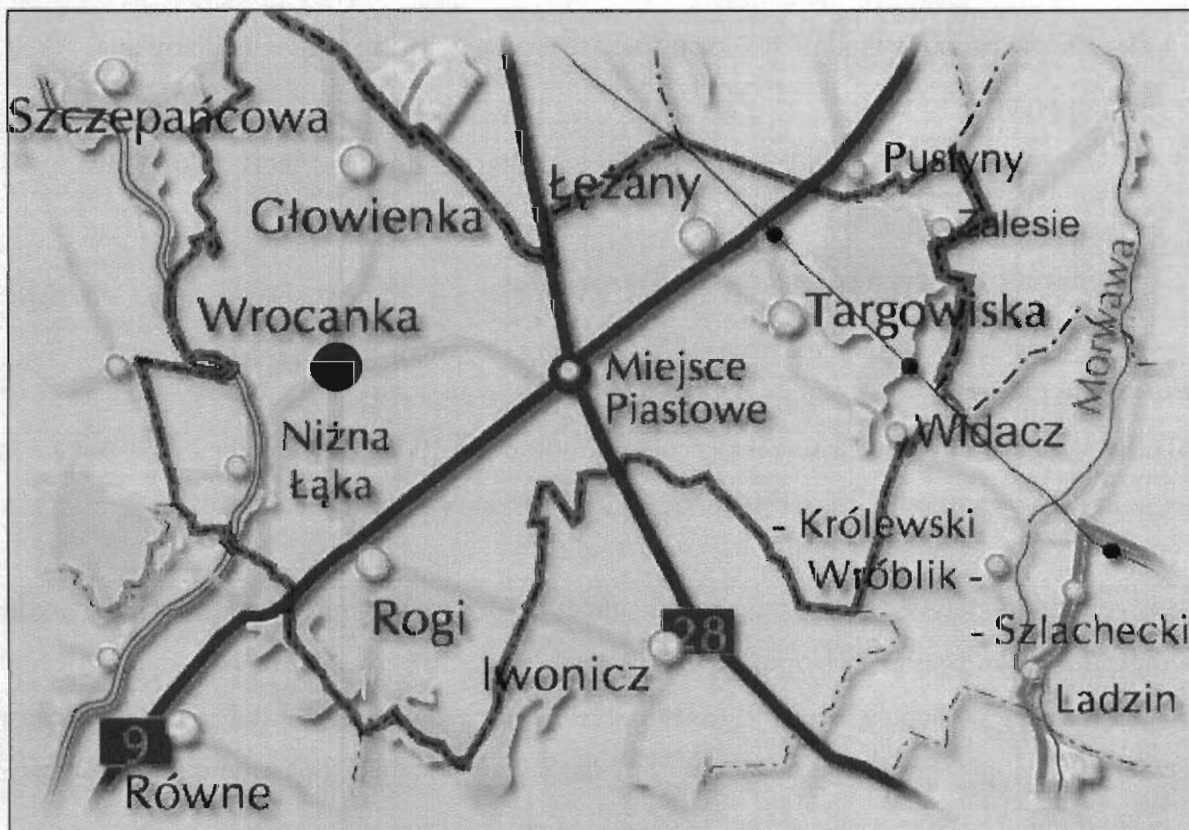 Szczepańcowa
Głowienka
Łężany
Pustyny
Zalesie
Morwawa
Wrocanka
Targowiska
Miejsce
Piastowe
Niżna
Łąka
Widacz
- Królewski
Wróblik -
- Szlachecki
Rogi
Iwonicz
28
Ladzin
9
Równe